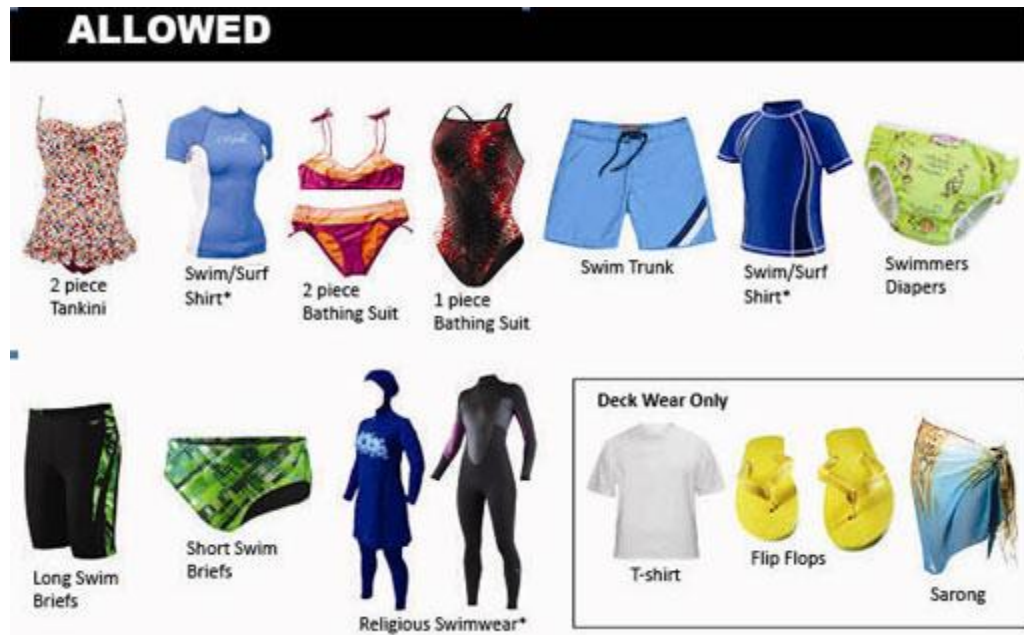 ALLOWED
2 piece
Tankini
Swim/Surf
Shirt*
2 piece
Bathing Suit
1 piece
Bathing Suit
Swim Trunk
Swim/Surf
Shirt*
Swimmers
Diapers
Long Swim
Briefs
Short Swim
Briefs
Religious Swimwear*
Deck Wear Only
T-shirt
Flip Flops
Sarong